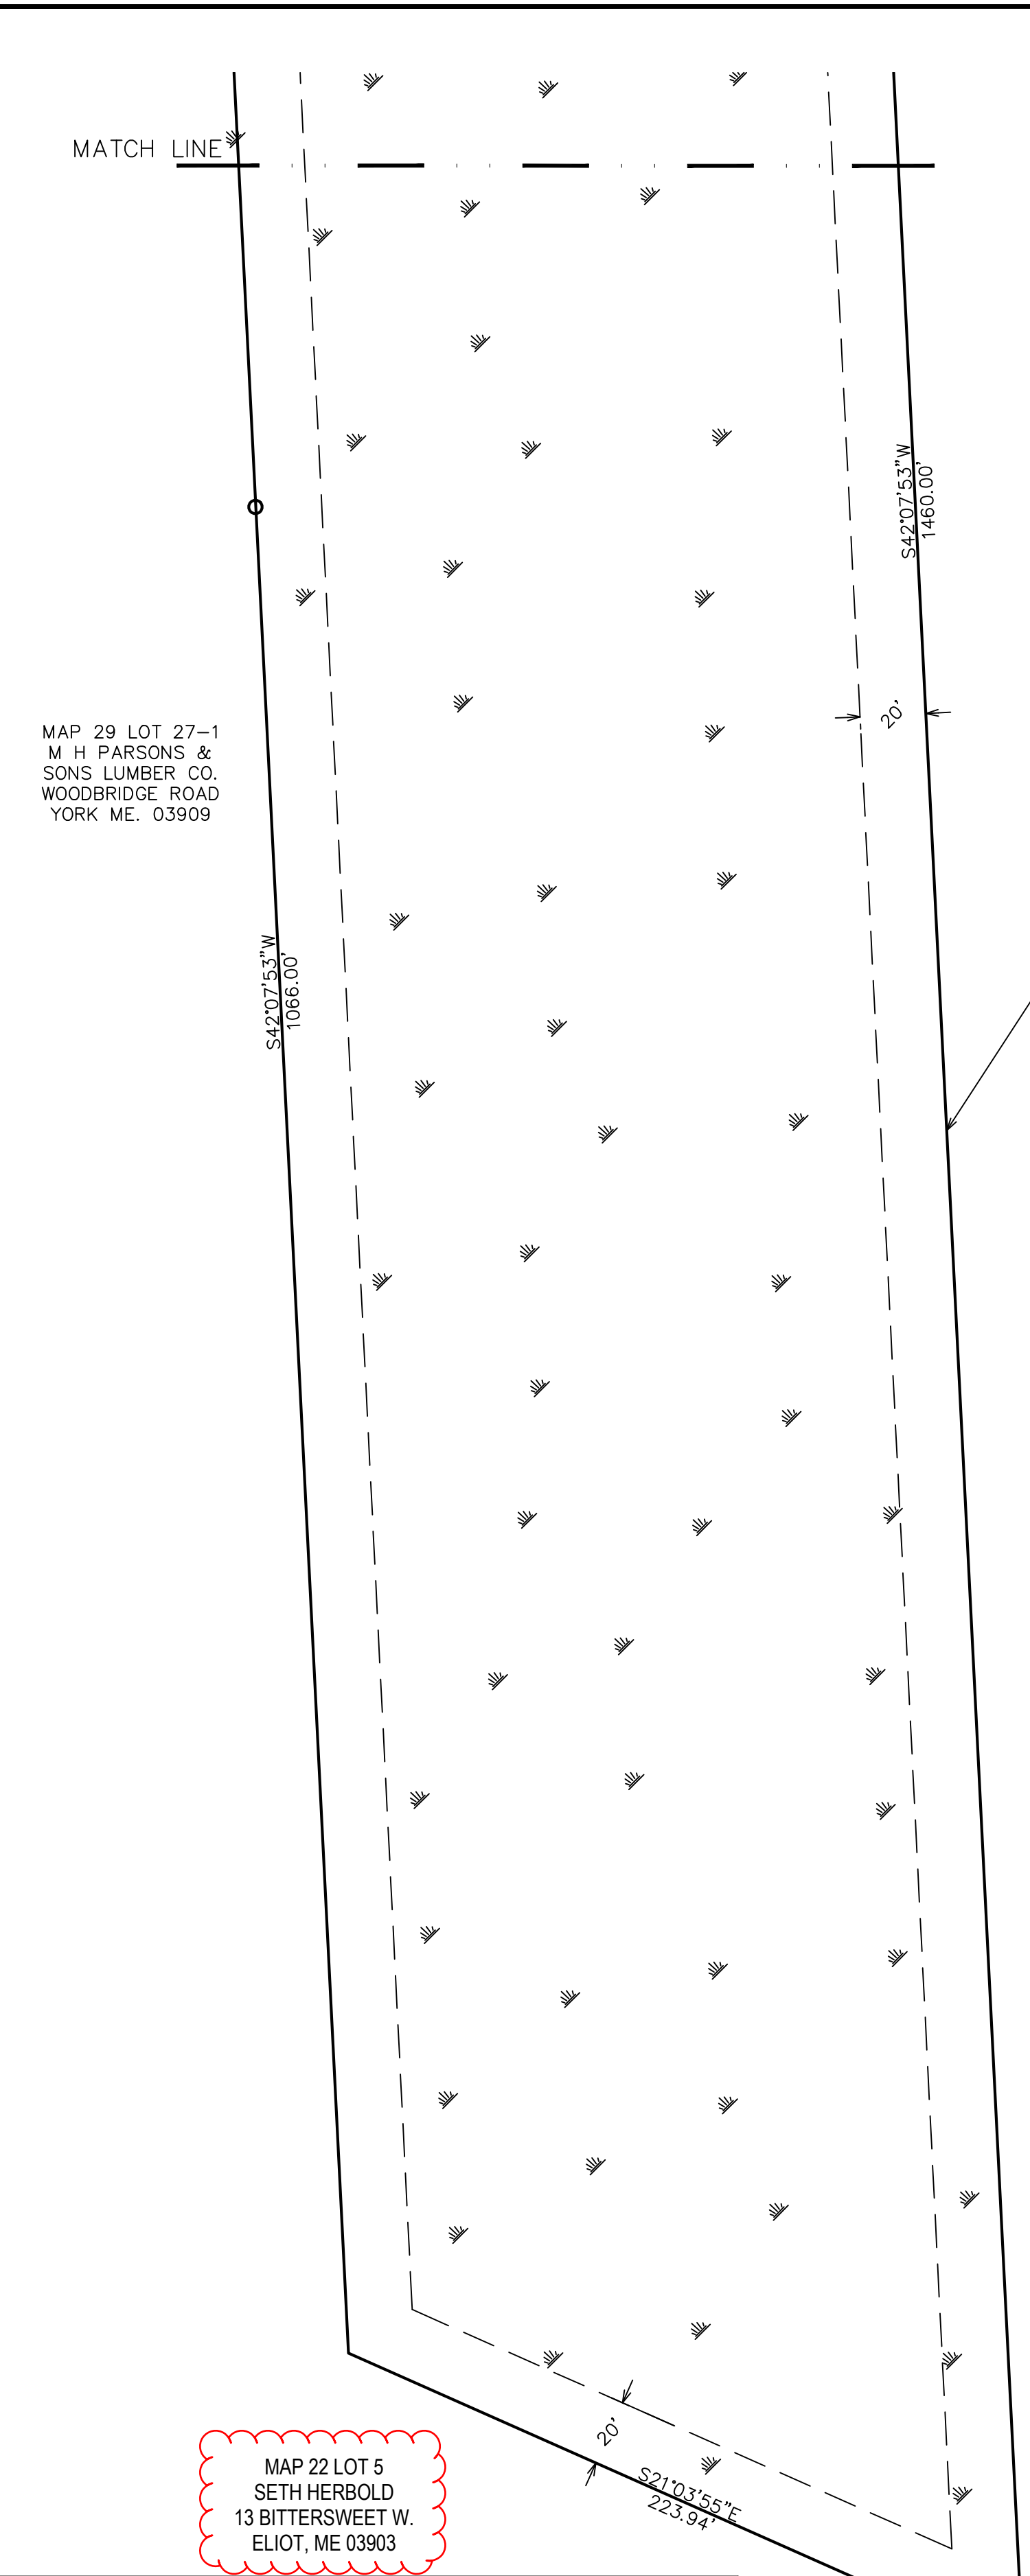 MATCH LINE
S42°07'53"W
1460.00'
20'
MAP 29 LOT 27-1
M H PARSONS &
SONS LUMBER CO.
WOODBRIDGE ROAD
YORK ME. 03909
S42°07'53"W
1066.00'
20'
S21°03'55"E
223.94'
MAP 22 LOT 5
SETH HERBOLD
13 BITTERSWEET W.
ELIOT, ME 03903